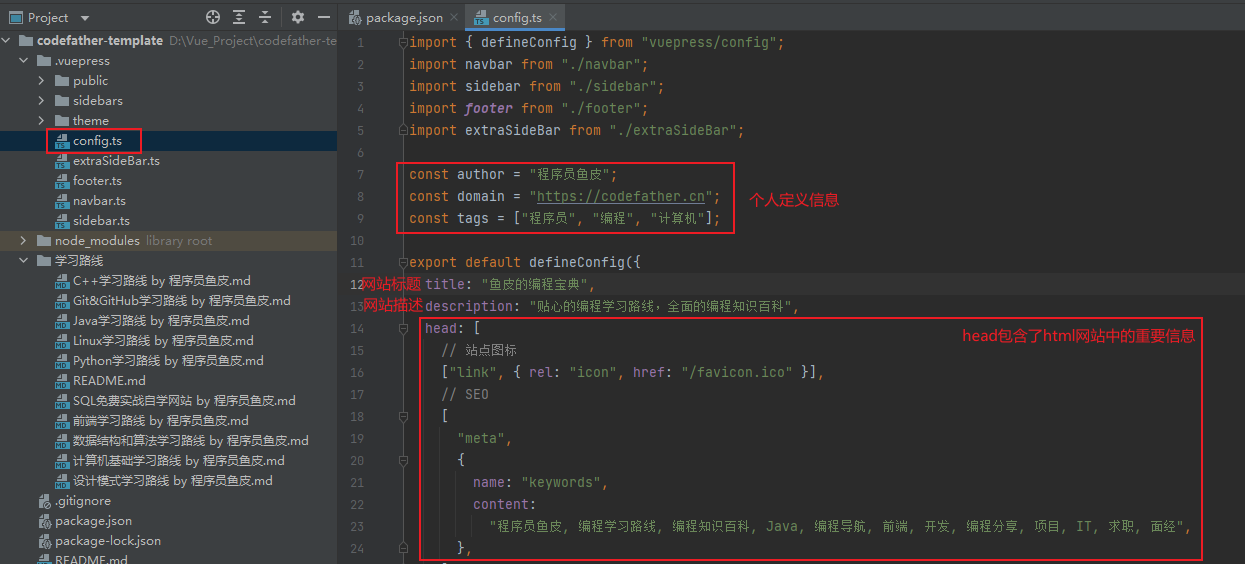 Project
codefather-template D:\Vue_Project\codefather-te
.vuepress
public
sidebars
theme
config.ts
extraSideBar.ts
footer.ts
navbar.ts
sidebar.ts
node_modules library root
学习路线
C++学习路线 by 程序员鱼皮.md
Git&GitHub学习路线 by 程序员鱼皮.md
Java学习路线 by 程序员鱼皮.md
Linux学习路线 by 程序员鱼皮.md
Python学习路线 by 程序员鱼皮.md
README.md
SQL免费实战自学网站 by 程序员鱼皮.md
前端学习路线 by 程序员鱼皮.md
数据结构和算法学习路线 by 程序员鱼皮.md
计算机基础学习路线 by 程序员鱼皮.md
设计模式学习路线 by 程序员鱼皮.md
.gitignore
package.json
package-lock.json
README.md
package.json config.ts
1 import { defineConfig } from "vuepress/config";
2 import navbar from "./navbar";
3 import sidebar from "./sidebar";
4 import footer from "./footer";
5 import extraSideBar from "./extraSideBar";
6
7 const author = "程序员鱼皮";
8 const domain = "https://codefather.cn";
个人定义信息
9 const tags = ["程序员", "编程", "计算机"];
10
11 export default defineConfig({
12 网站标题 title: "鱼皮的编程宝典",
13 网站描述 description: "贴心的编程学习路线，全面的编程知识百科",
14 head: [
head包含了html网站中的重要信息
15 // 站点图标
16 ["link", { rel: "icon", href: "/favicon.ico" }],
17 // SEO
18 [
19 "meta",
20 {
21 name: "keywords",
22 content:
23 "程序员鱼皮, 编程学习路线, 编程知识百科, Java, 编程导航, 前端, 开发, 编程分享, 项目, IT, 求职, 面经",
24 },